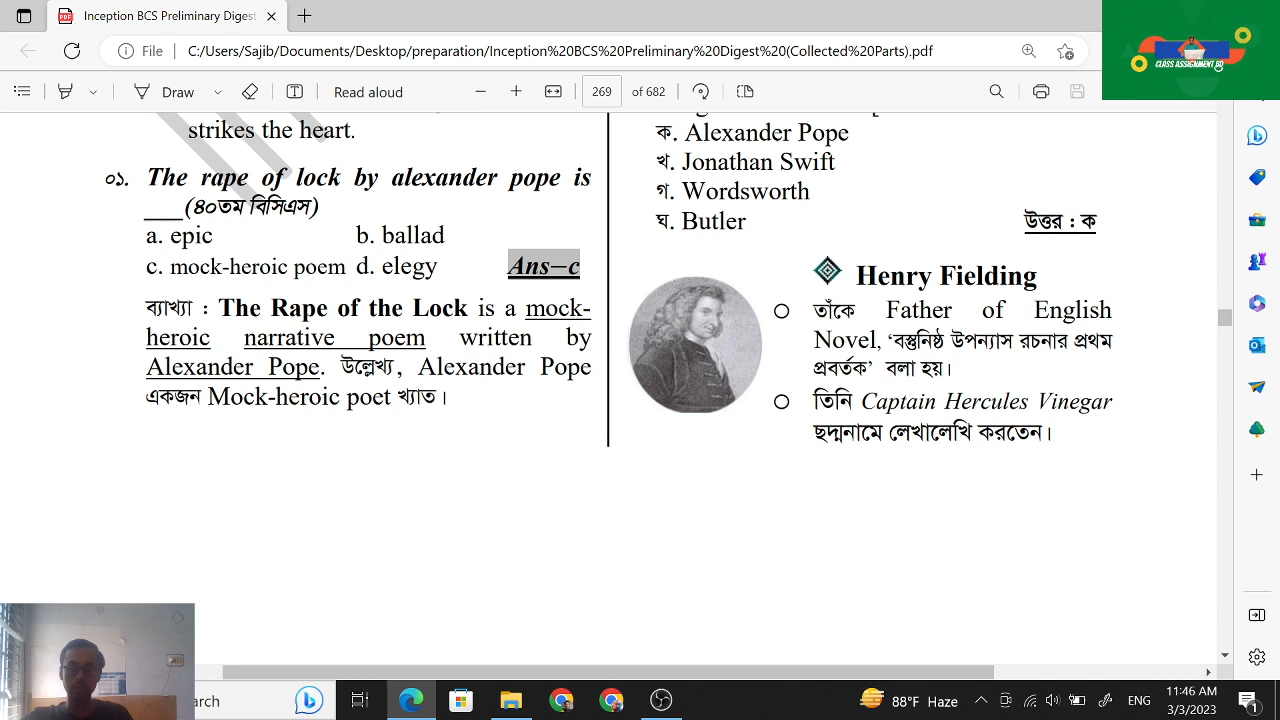 Inception BCS Preliminary Digest
File C:/Users/Sajib/Documents/Desktop/preparation/Inception%20BCS%20Preliminary%20Digest%20(Collected%20Parts).pdf
CLASS ASSIGNMENT BD
Draw Read aloud 269 of 682
strikes the heart.
০১. The rape of lock by alexander pope is
___(৪০তম বিসিএস)
a. epic b. ballad
c. mock-heroic poem d. elegy Ans–c
ব্যাখ্যা : The Rape of the Lock is a mock-
heroic narrative poem written by
Alexander Pope. উল্লেখ্য, Alexander Pope
একজন Mock-heroic poet খ্যাত।
ক. Alexander Pope
খ. Jonathan Swift
গ. Wordsworth
ঘ. Butler উত্তর : ক
Henry Fielding
তাঁকে Father of English
Novel, ‘বস্তুনিষ্ঠ উপন্যাস রচনার প্রথম
প্রবর্তক’ বলা হয়।
তিনি Captain Hercules Vinegar
ছদ্মনামে লেখালেখি করতেন।
arch 88°F Haze ENG 11:46 AM
3/3/2023
1